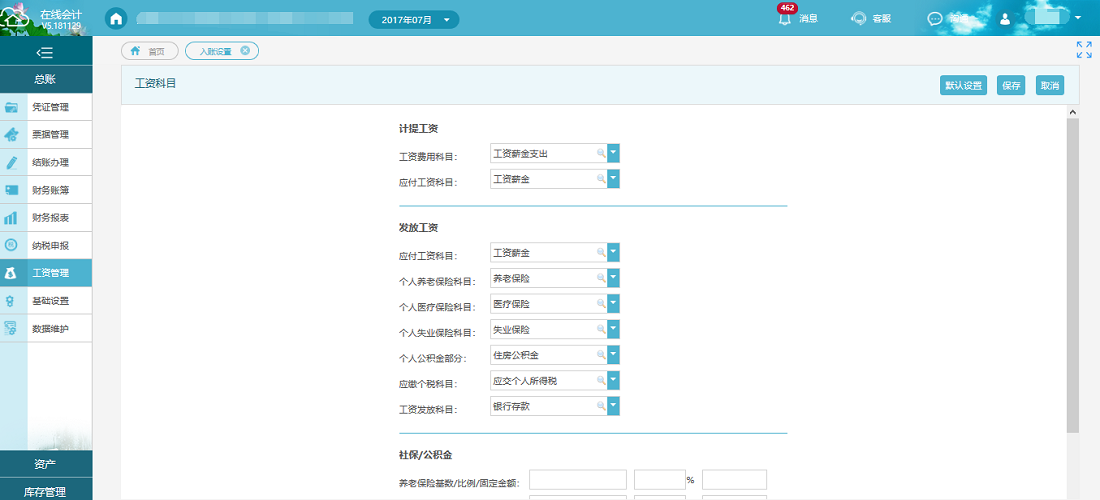 在线会计
V5.181129
2017年07月
462
消息
客服
总账
首页
入账设置
凭证管理
票据管理
结账办理
财务账簿
财务报表
纳税申报
工资管理
基础设置
数据维护
资产
库存管理
工资科目
默认设置
保存
取消
计提工资
工资费用科目：
工资薪金支出
应付工资科目：
工资薪金
发放工资
应付工资科目：
工资薪金
个人养老保险科目：
养老保险
个人医疗保险科目：
医疗保险
个人失业保险科目：
失业保险
个人公积金部分：
住房公积金
应缴个税科目：
应交个人所得税
工资发放科目：
银行存款
社保/公积金
养老保险基数/比例/固定金额：
%